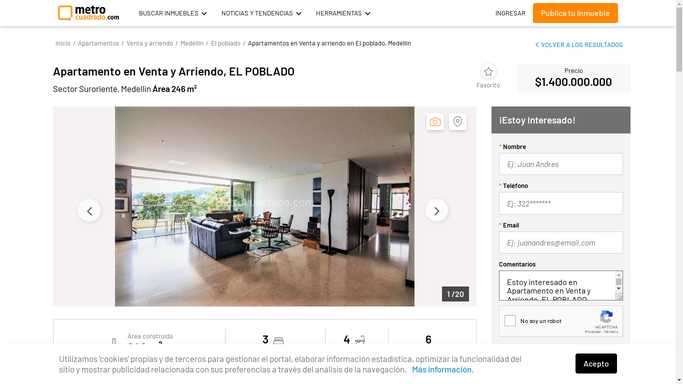 metro
cuadrado.com
BUSCAR INMUEBLES
NOTICIAS Y TENDENCIAS
HERRAMIENTAS
INGRESAR
Publica tu Inmueble
Inicio / Apartamentos / Venta y arriendo / Medellín / El poblado / Apartamentos en Venta y arriendo en El poblado, Medellín
VOLVER A LOS RESULTADOS
Apartamento en Venta y Arriendo, EL POBLADO
Sector Suroriente, Medellín Área 246 m²
Favorito
Precio
$1.400.000.000
1 /20
¡Estoy Interesado!
* Nombre
Ej: Juan Andres
* Teléfono
Ej: 322*******
* Email
Ej: juanandres@email.com
Comentarios
Estoy interesado en
Apartamento en Venta y
Arriendo, EL POBLADO
No soy un robot
reCAPTCHA
Privacidad - Términos
Área construida
3
4
6
Utilizamos 'cookies' propias y de terceros para gestionar el portal, elaborar información estadística, optimizar la funcionalidad del
sitio y mostrar publicidad relacionada con sus preferencias a través del análisis de la navegación. Más información.
Acepto